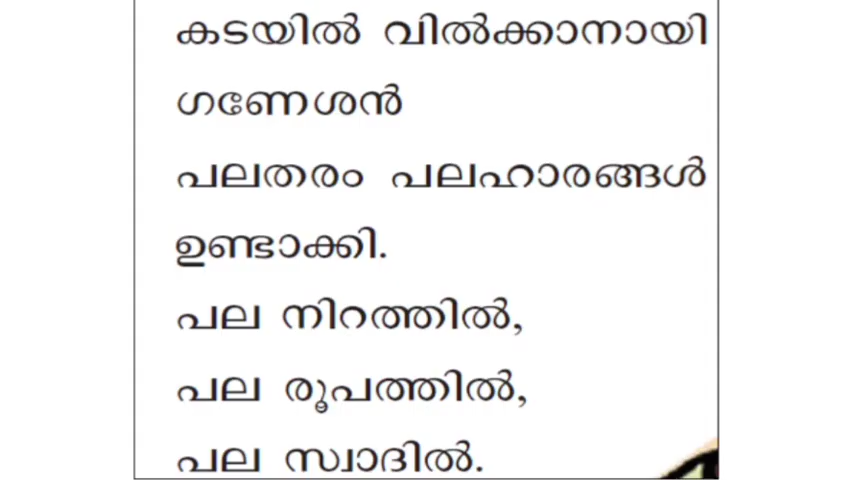 കടയിൽ വിൽക്കാനായി
ഗണേശൻ
പലതരം പലഹാരങ്ങൾ
ഉണ്ടാക്കി.
പല നിറത്തിൽ,
പല രൂപത്തിൽ,
പല സ്വാദിൽ.